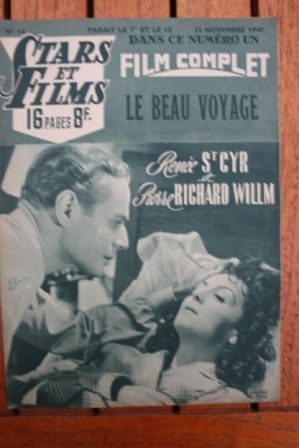 N° 14 PARAIT LE 1er ET LE 15 15 NOVEMBRE 1947
STARS
ET
FILMS
16 PAGES 8F.
DANS CE NUMÉRO UN
FILM COMPLET
LE BEAU VOYAGE
Renée St CYR
et
Pierre RICHARD WILLM